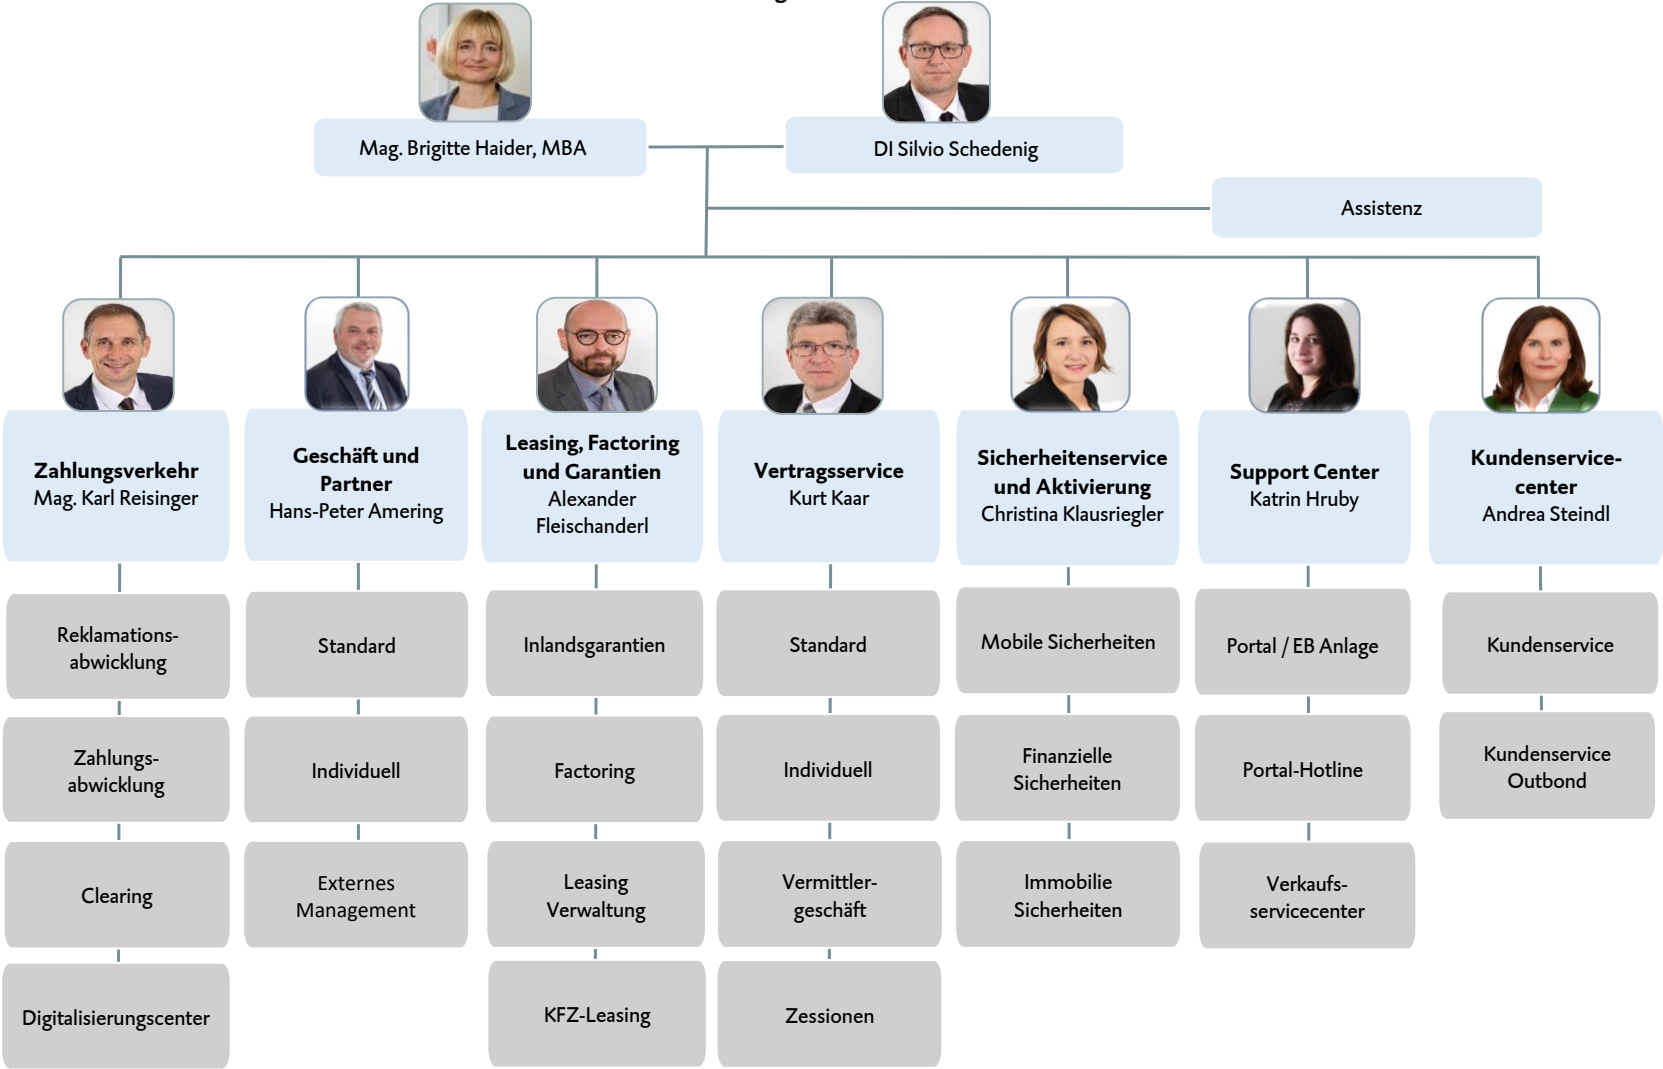 Mag. Brigitte Haider, MBA
DI Silvio Schedenig
Assistenz
Zahlungsverkehr
Mag. Karl Reisinger
Geschäft und
Partner
Hans-Peter Amering
Leasing, Factoring
und Garantien
Alexander
Fleischanderl
Vertragsservice
Kurt Kaar
Sicherheitenservice
und Aktivierung
Christina Klausriegler
Support Center
Katrin Hruby
Kundenservice-
center
Andrea Steindl
Reklamations-
abwicklung
Zahlungs-
abwicklung
Clearing
Digitalisierungscenter
Standard
Individuell
Externes
Management
Inlandsgarantien
Factoring
Leasing
Verwaltung
KFZ-Leasing
Standard
Individuell
Vermittler-
geschäft
Zessionen
Mobile Sicherheiten
Finanzielle
Sicherheiten
Immobilie
Sicherheiten
Portal / EB Anlage
Portal-Hotline
Verkaufs-
servicecenter
Kundenservice
Kundenservice
Outbond